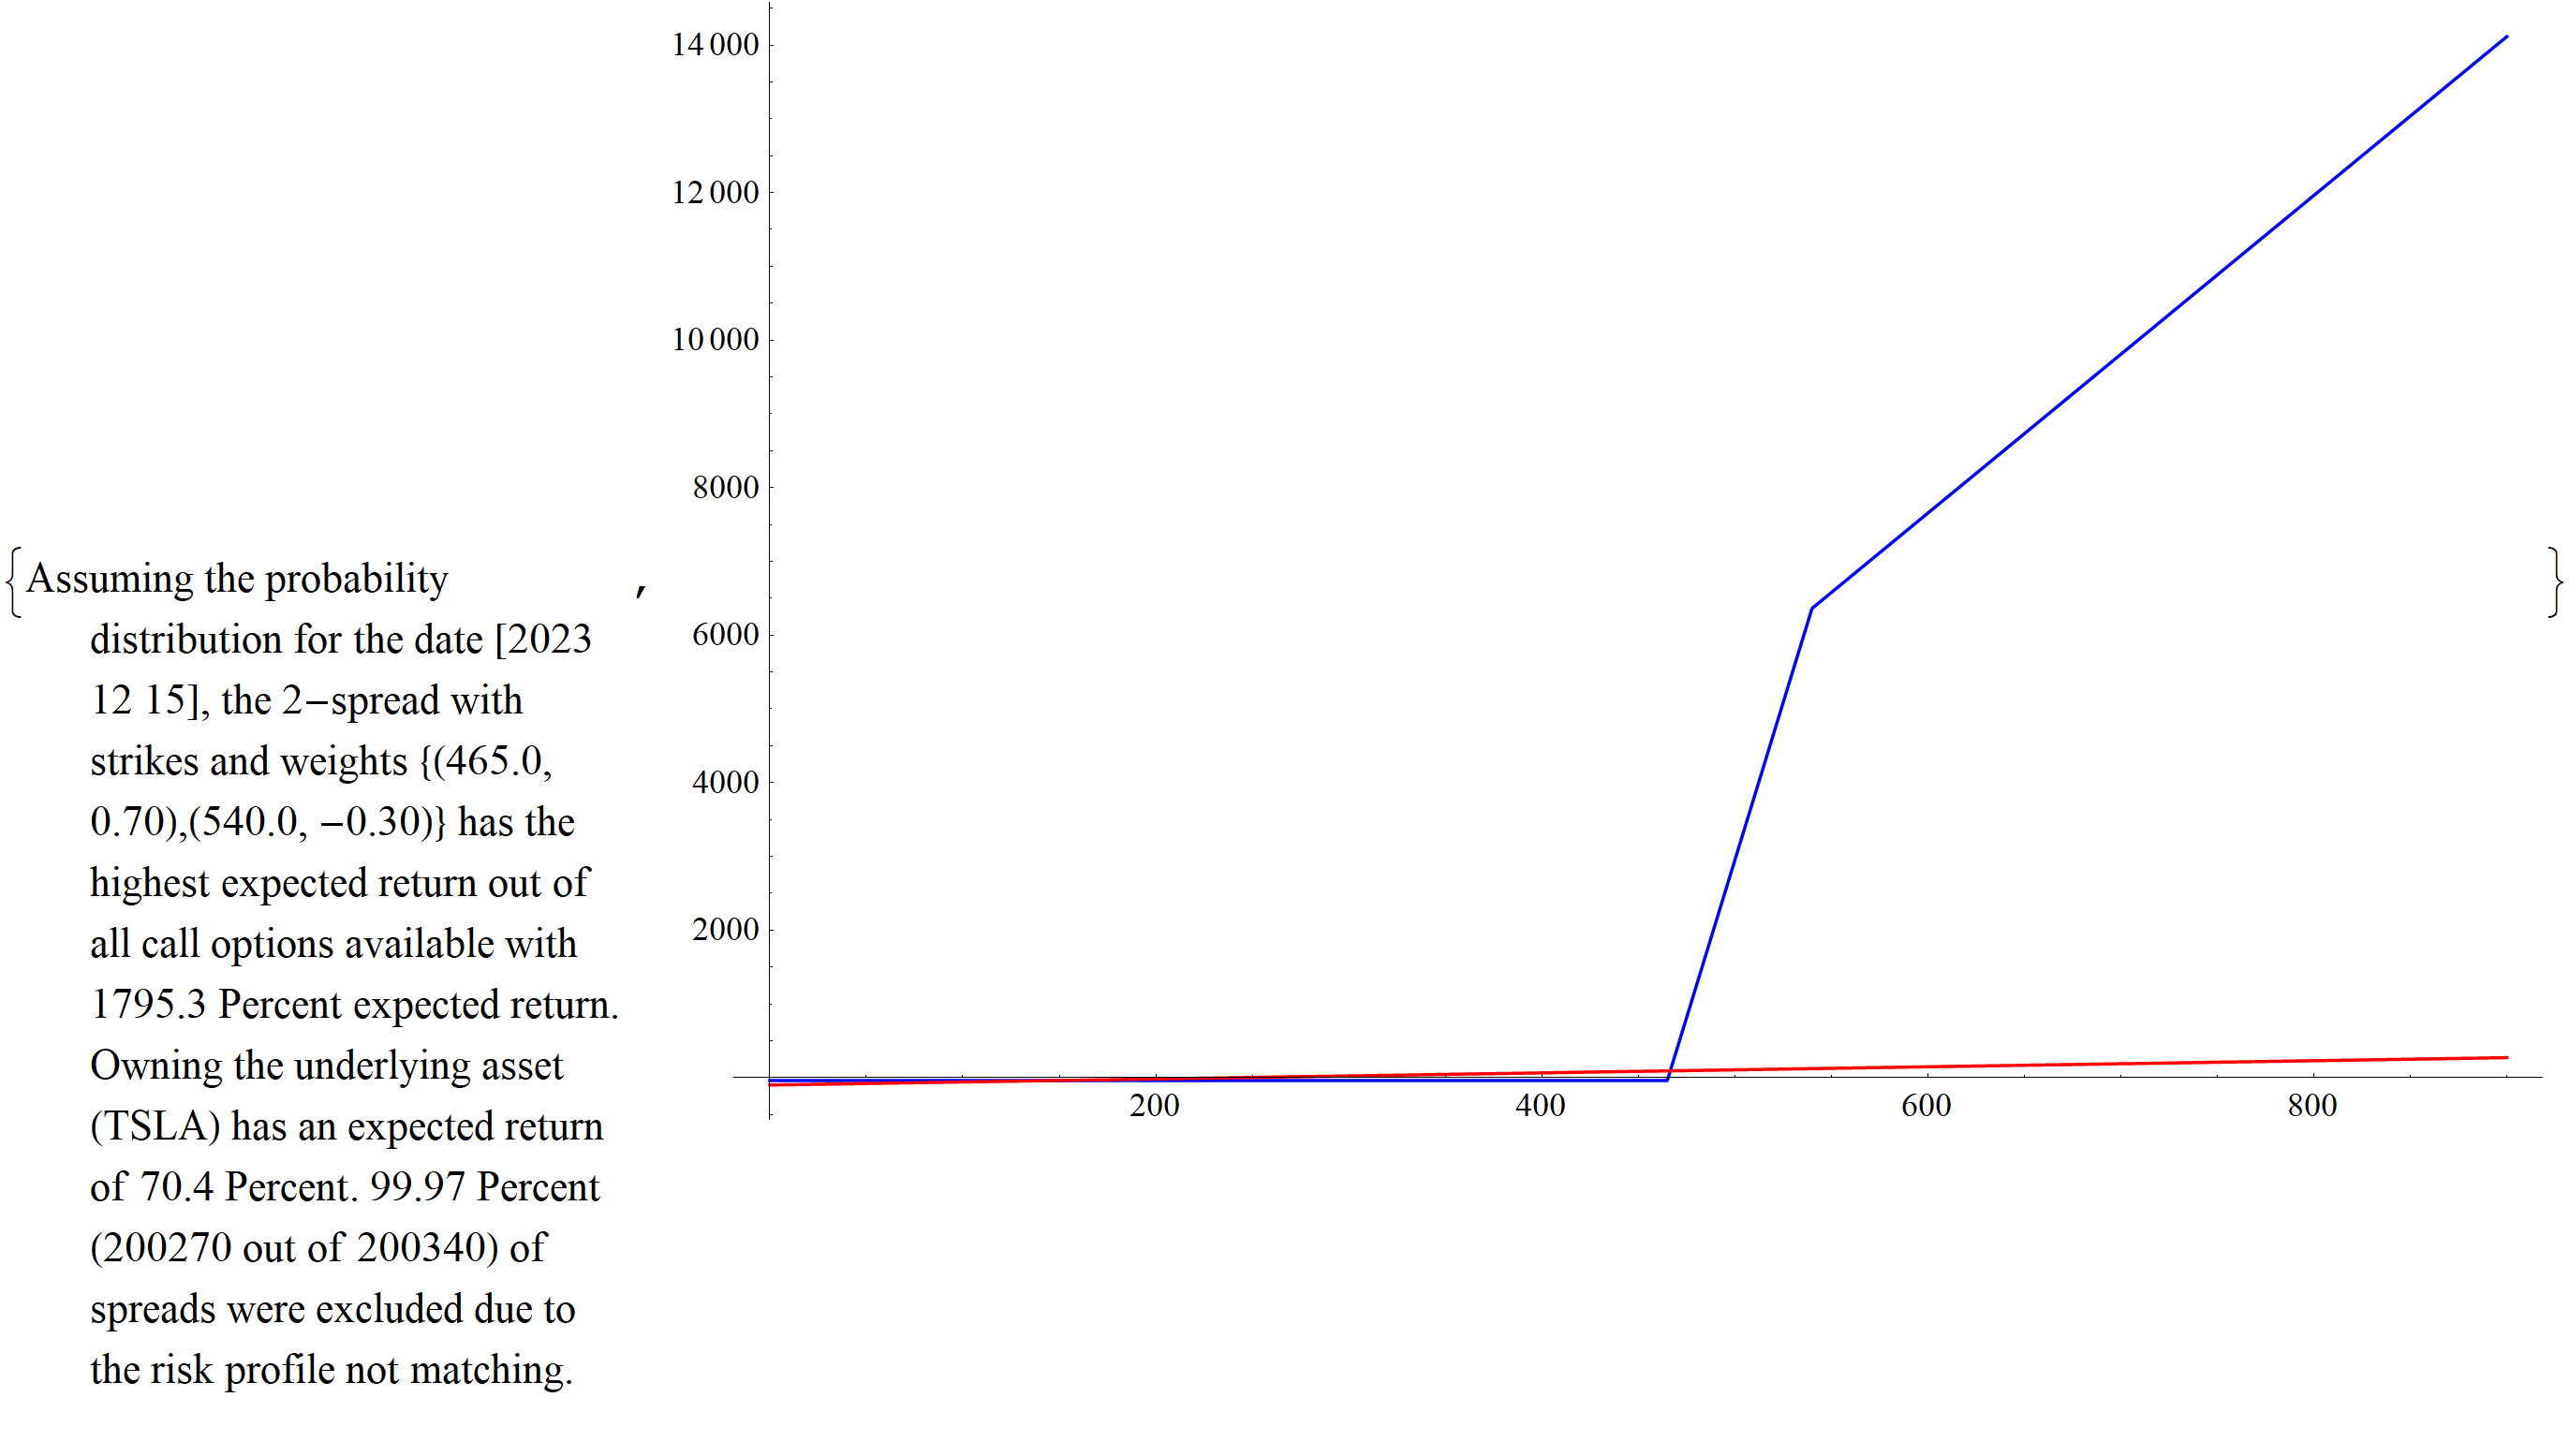 14 000
12 000
10 000
8000
6000
4000
2000
200 400 600 800
{Assuming the probability ,
distribution for the date [2023
12 15], the 2−spread with
strikes and weights {(465.0,
0.70),(540.0, −0.30)} has the
highest expected return out of
all call options available with
1795.3 Percent expected return.
Owning the underlying asset
(TSLA) has an expected return
of 70.4 Percent. 99.97 Percent
(200270 out of 200340) of
spreads were excluded due to
the risk profile not matching.
}